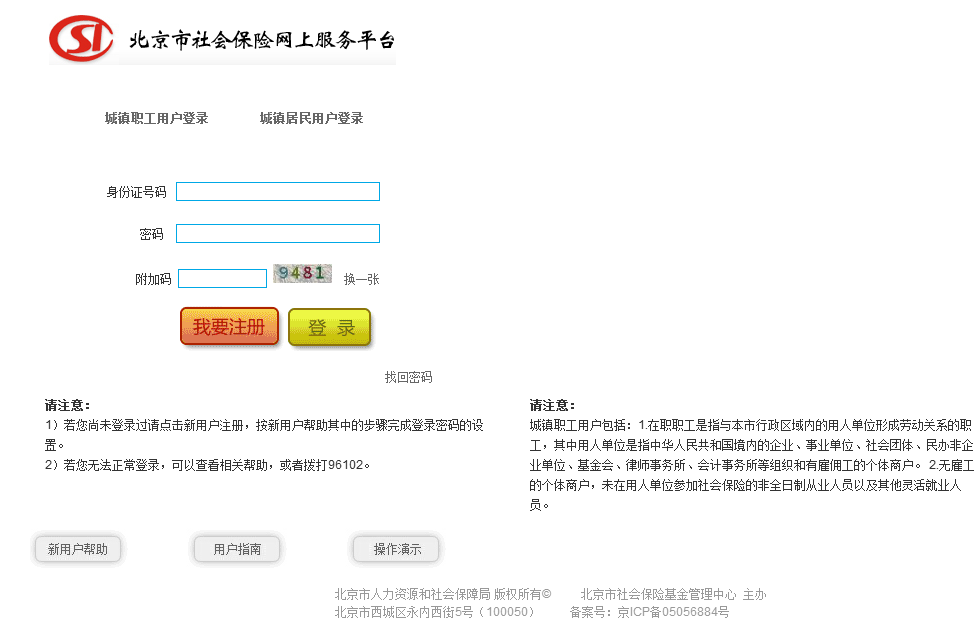 北京市社会保险网上服务平台
城镇职工用户登录 城镇居民用户登录
身份证号码
密码
附加码 9481 换一张
我要注册 登 录
找回密码
请注意:
1）若您尚未登录过请点击新用户注册，按新用户帮助其中的步骤完成登录密码的设
置。
2）若您无法正常登录，可以查看相关帮助，或者拨打96102。
请注意:
城镇职工用户包括：1.在职职工是指与本市行政区域内的用人单位形成劳动关系的职
工，其中用人单位是指中华人民共和国境内的企业、事业单位、社会团体、民办非企
业单位、基金会、律师事务所、会计事务所等组织和有雇佣工的个体商户。 2.无雇工
的个体商户，未在用人单位参加社会保险的非全日制从业人员以及其他灵活就业人
员。
新用户帮助 用户指南 操作演示
北京市人力资源和社会保障局 版权所有© 北京市社会保险基金管理中心 主办
北京市西城区永内西街5号（100050） 备案号：京ICP备05056884号